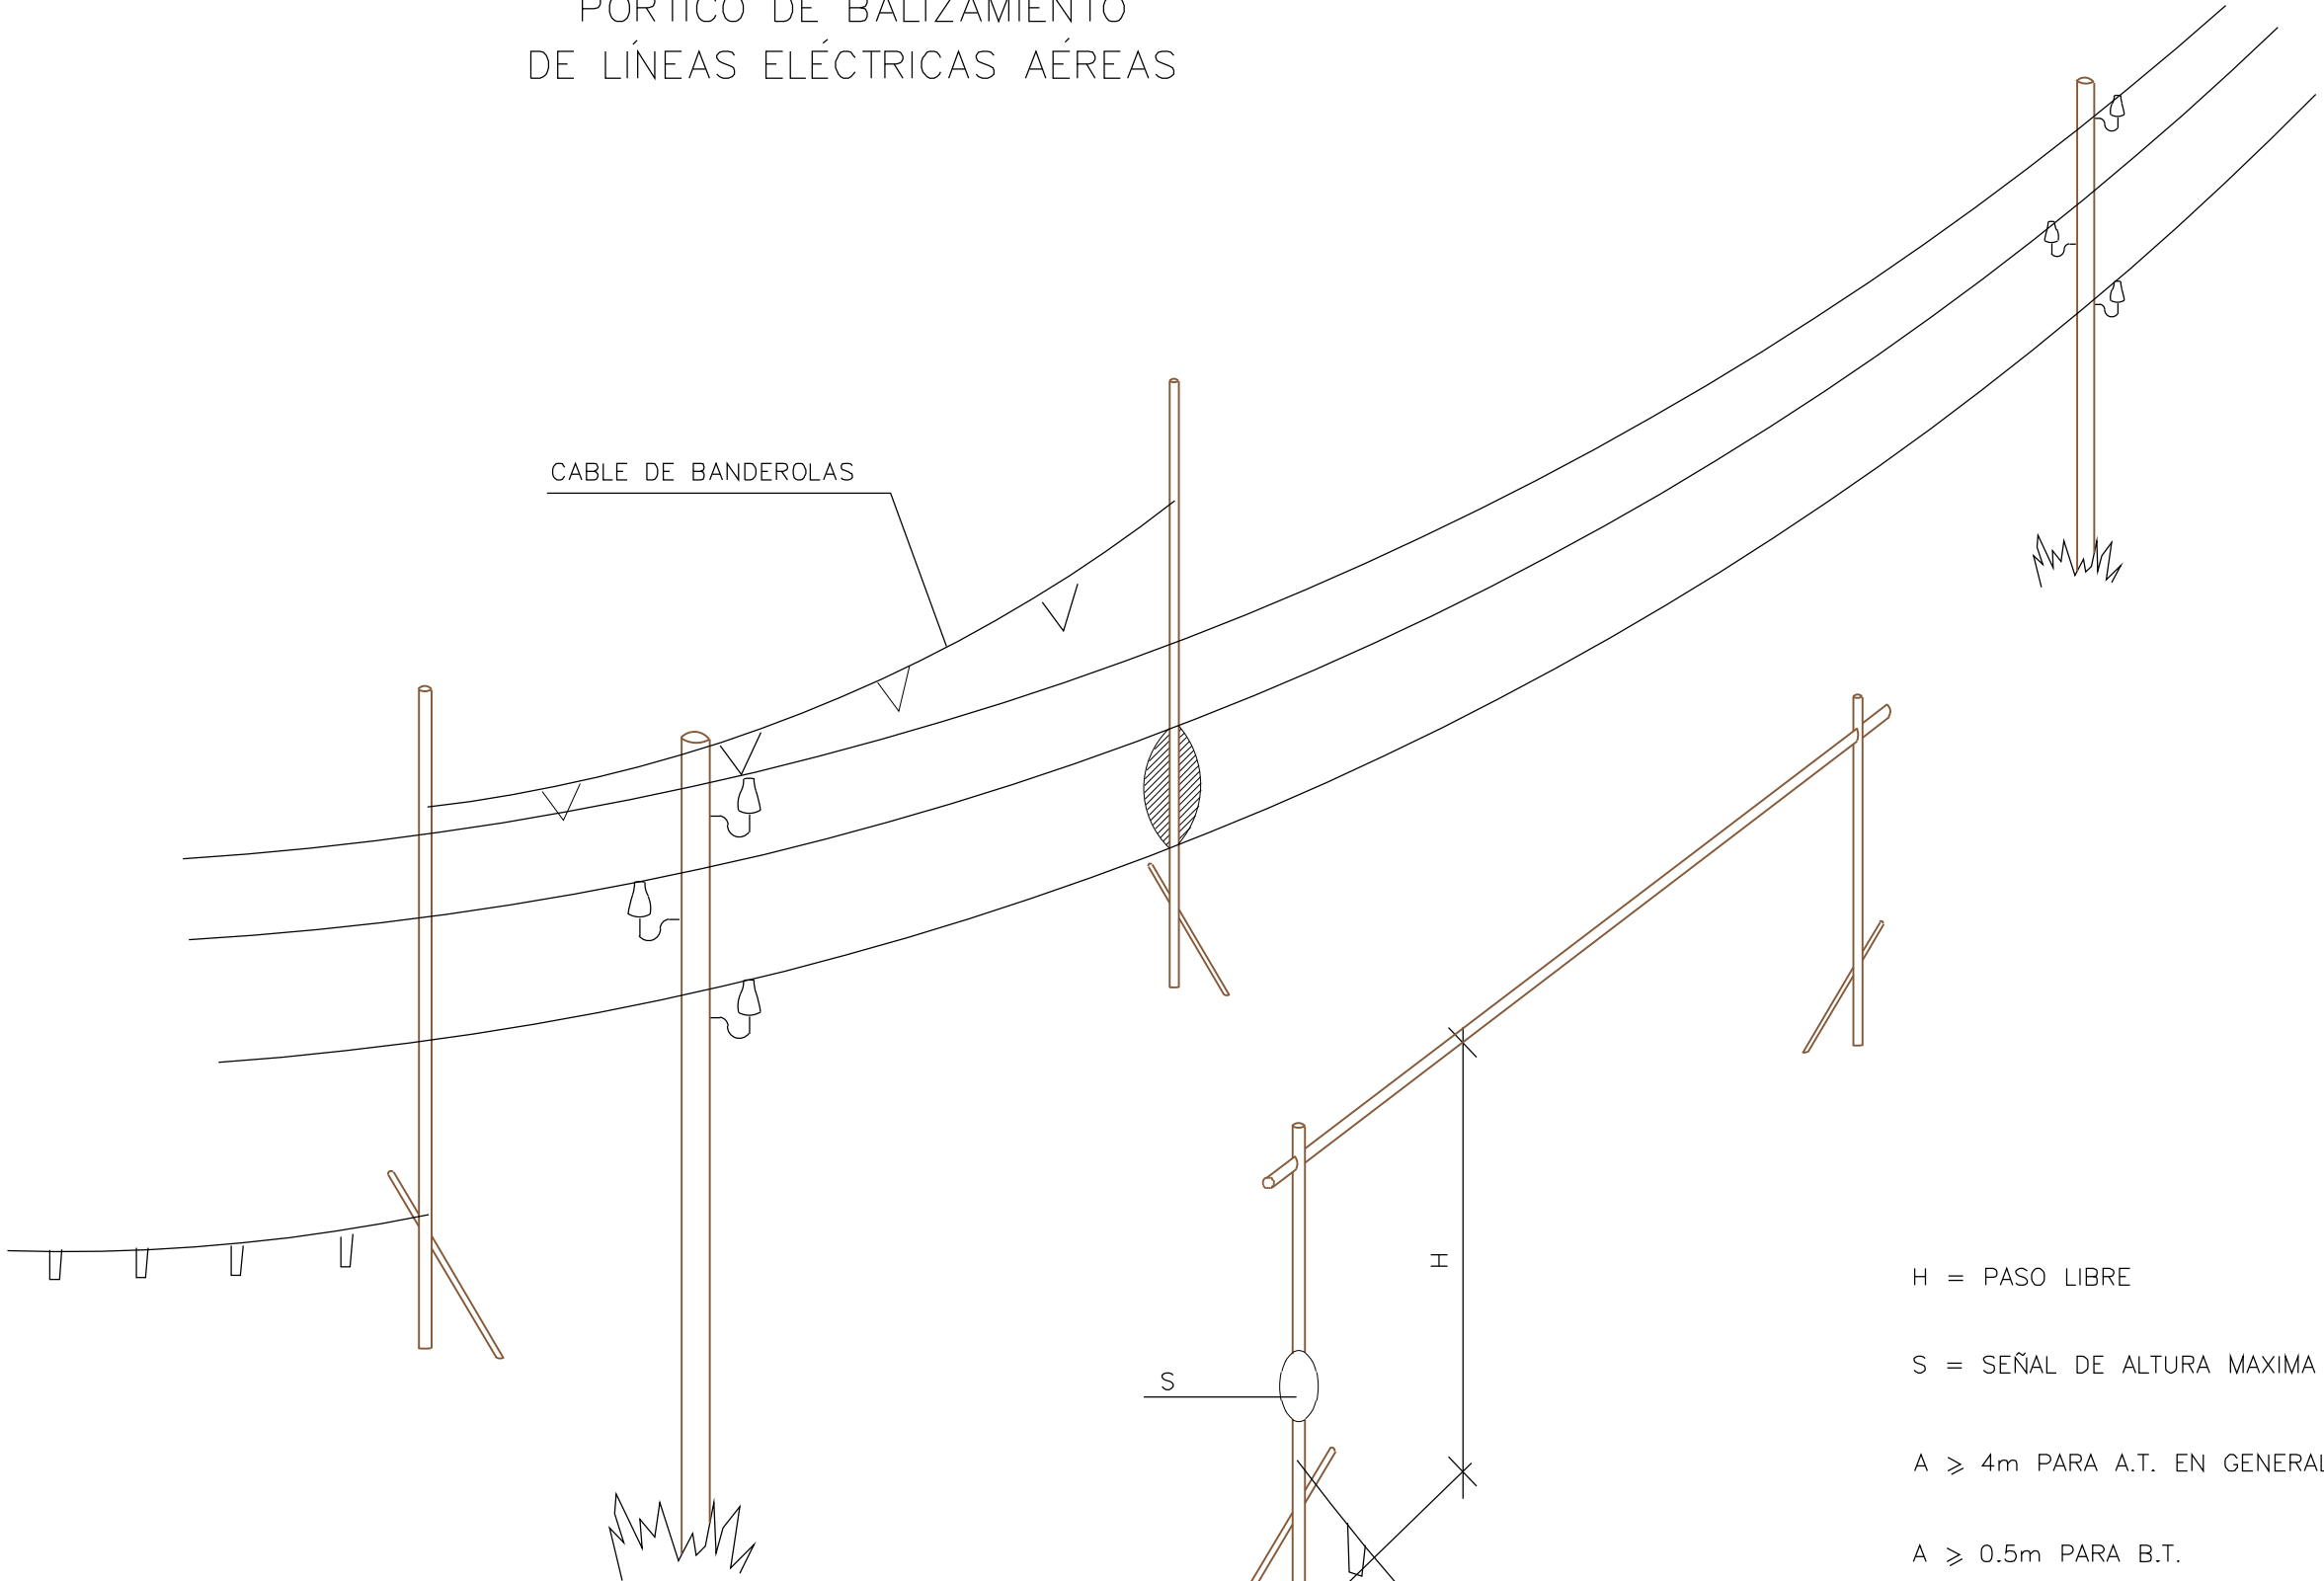 PÓRTICO DE BALIZAMIENTO
DE LÍNEAS ELÉCTRICAS AÉREAS
CABLE DE BANDEROLAS
H
S
H = PASO LIBRE
S = SEÑAL DE ALTURA MAXIMA
A ⩾ 4m PARA A.T. EN GENERAL
A ⩾ 0.5m PARA B.T.